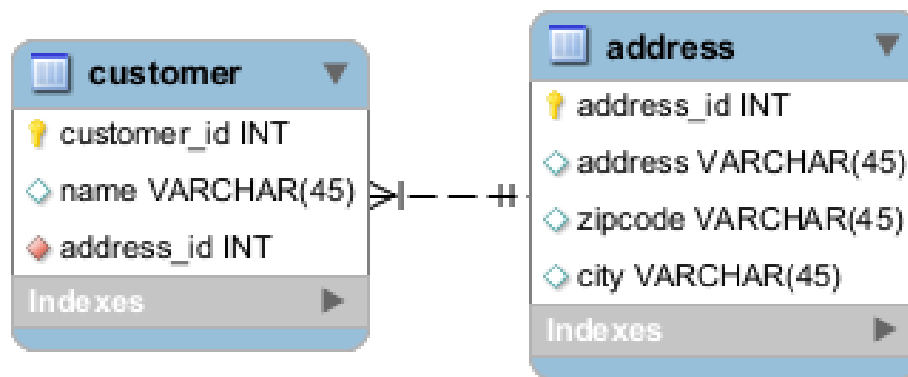 customer
customer_id INT
name VARCHAR(45)
address_id INT
Indexes
address
address_id INT
address VARCHAR(45)
zipcode VARCHAR(45)
city VARCHAR(45)
Indexes